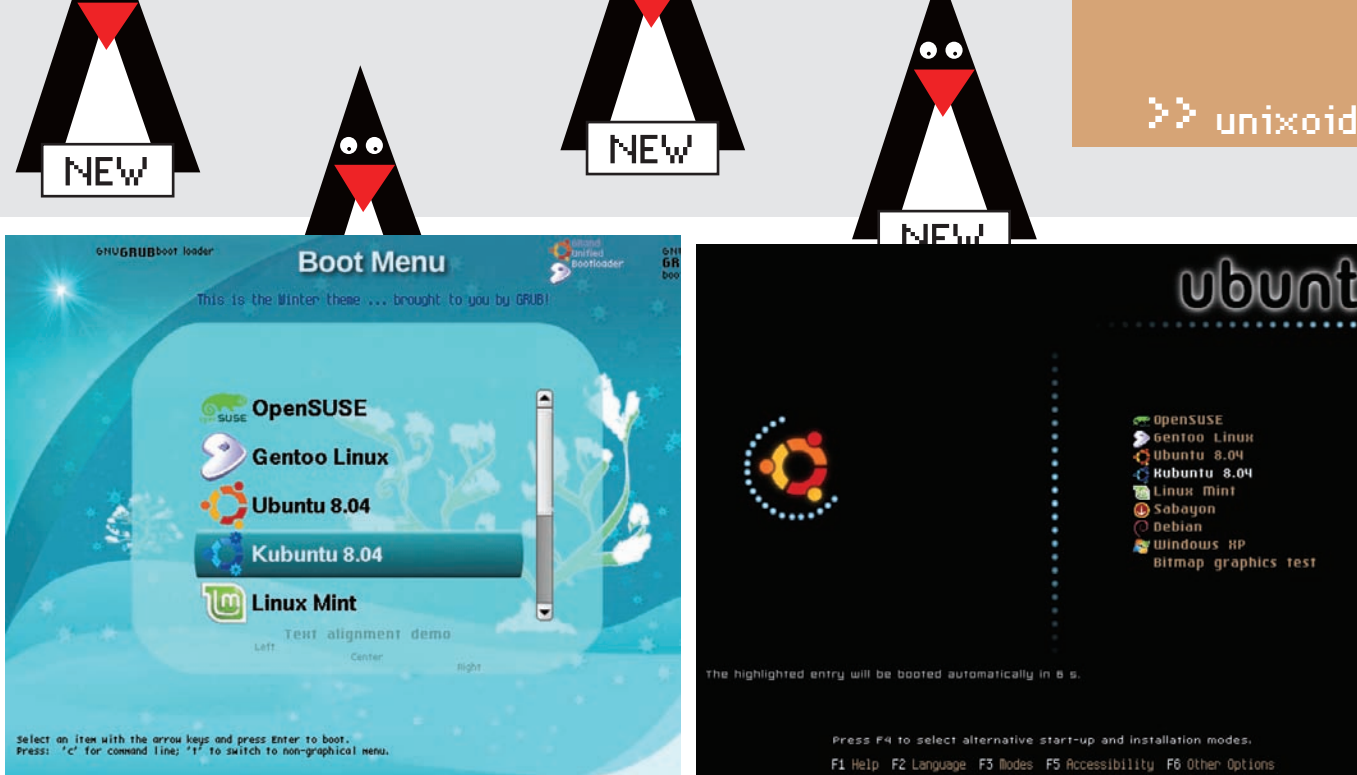 NEW
NEW
>> unixoid
NEW
GNU GRUB boot loader
Boot Menu
Unified
Bootloader
This is the Winter theme ... brought to you by GRUB!
SUSE OpenSUSE
Gentoo Linux
Ubuntu 8.04
Kubuntu 8.04
Linux Mint
Text alignment demo
Left
Center
Right
Select an item with the arrow keys and press Enter to boot.
Press: 'c' for command line; 't' to switch to non-graphical menu.
ubunt
OpenSUSE
Gentoo Linux
Ubuntu 8.04
Kubuntu 8.04
Linux Mint
Sabayon
Debian
Windows XP
Bitmap graphics test
The highlighted entry will be booted automatically in 6 s.
Press F4 to select alternative start-up and installation modes.
F1 Help F2 Language F3 Modes F5 Accessibility F6 Other Options